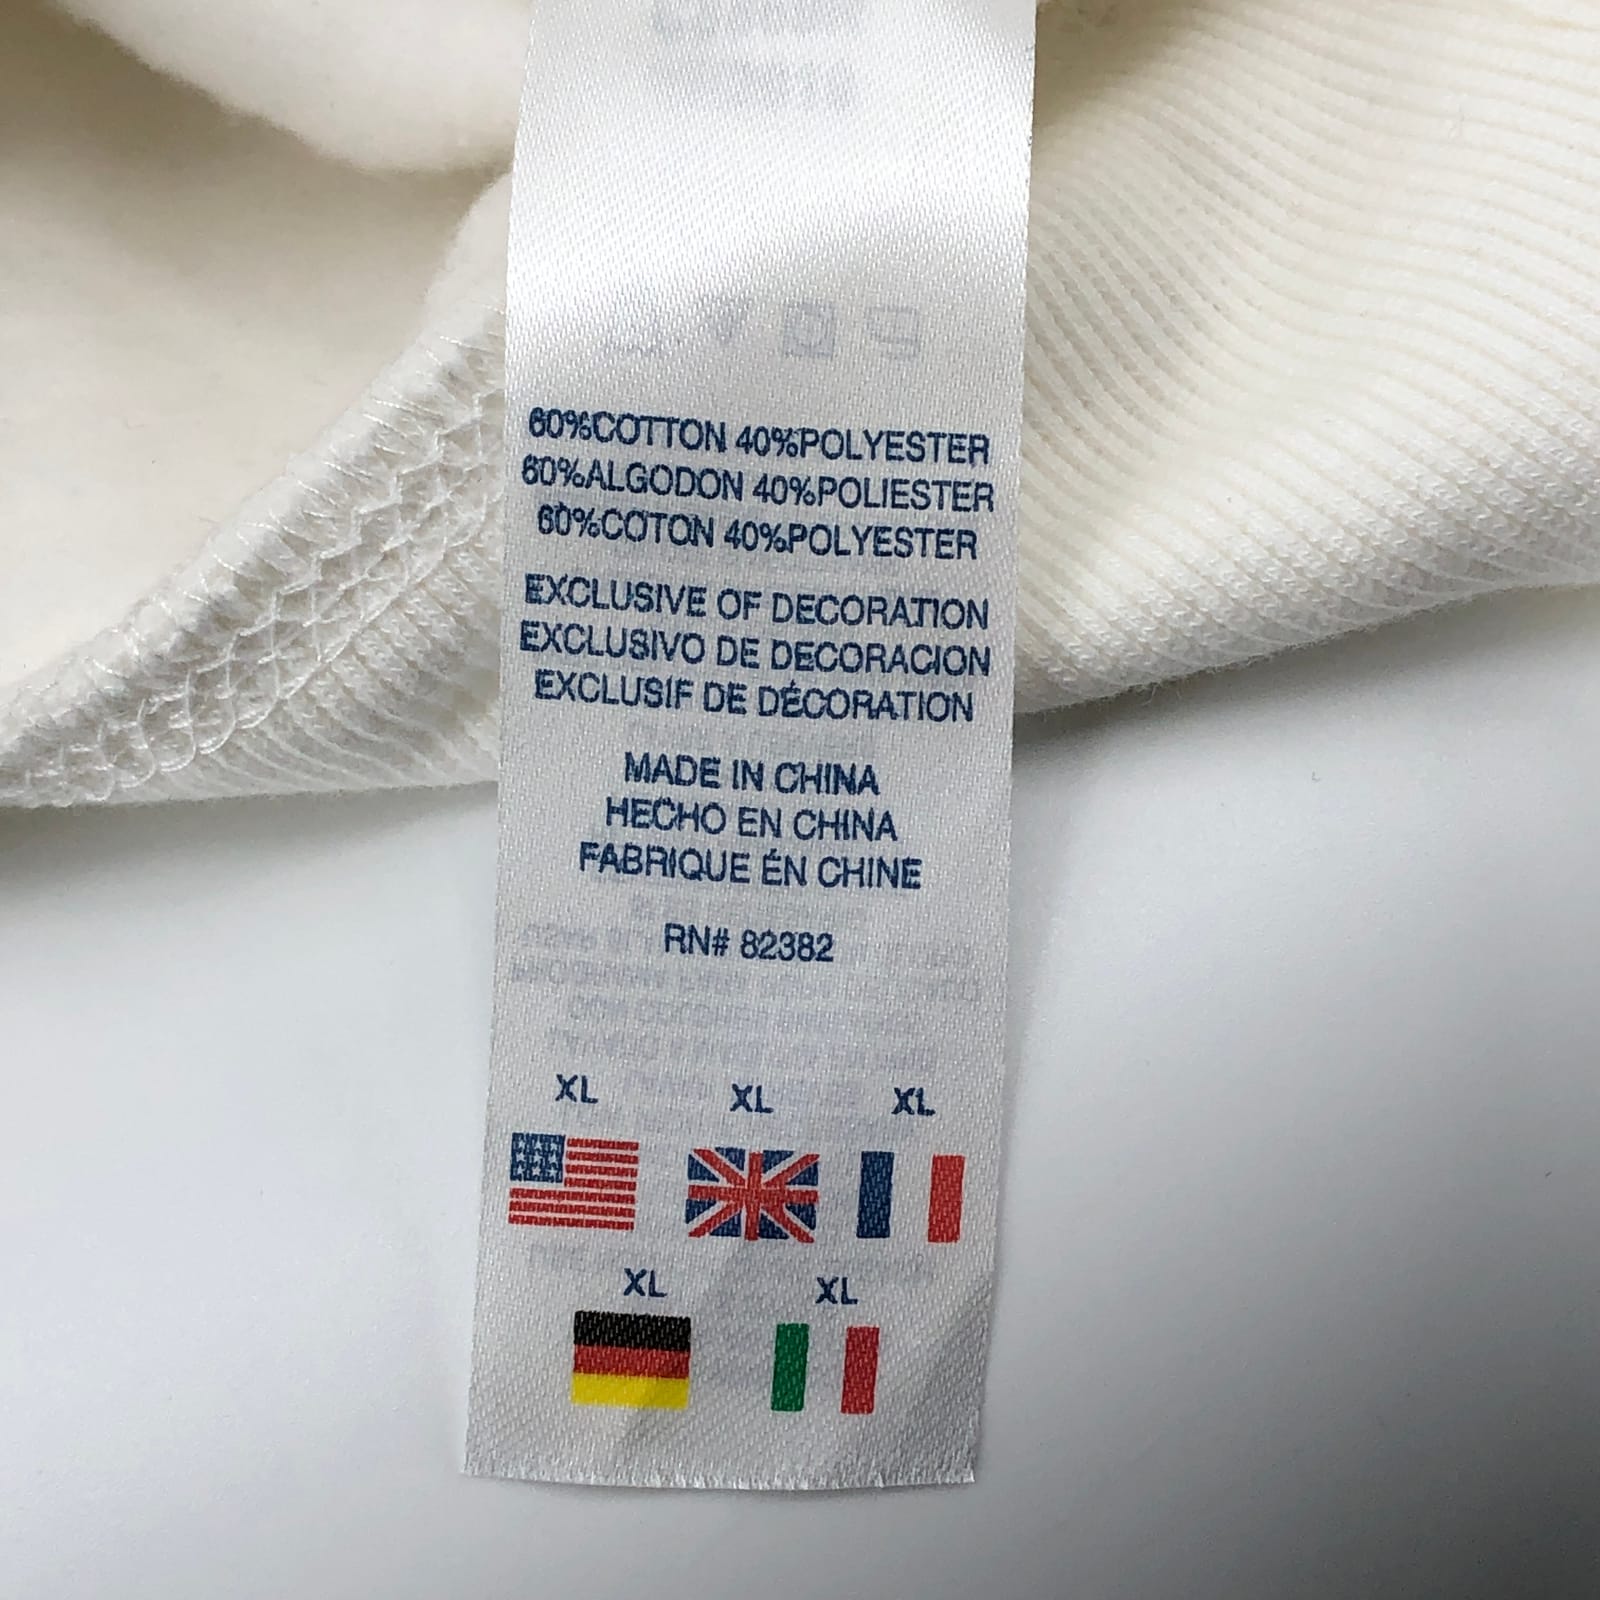 60%COTTON 40%POLYESTER
60%ALGODON 40%POLIESTER
60%COTON 40%POLYESTER
EXCLUSIVE OF DECORATION
EXCLUSIVO DE DECORACION
EXCLUSIF DE DÉCORATION
MADE IN CHINA
HECHO EN CHINA
FABRIQUE ÉN CHINE
RN# 82382
XL XL XL
XL XL